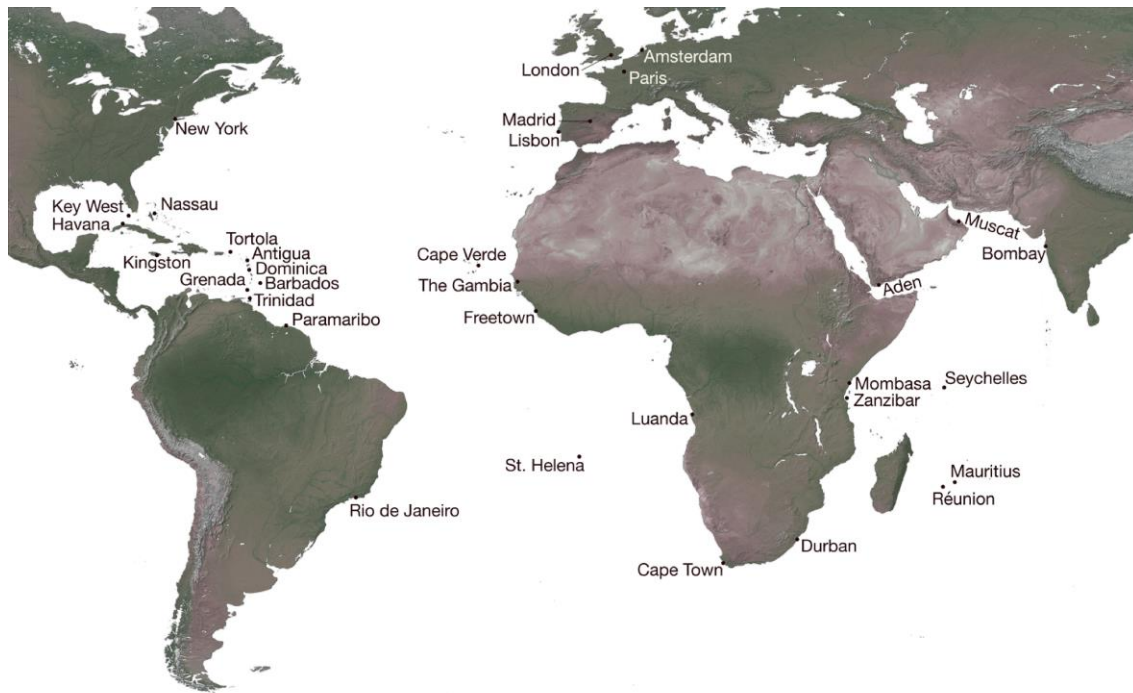 London
Amsterdam
Paris
New York
Madrid
Lisbon
Key West
Nassau
Havana
Muscat
Tortola
Antigua
Kingston
Dominica
Cape Verde
Bombay
Grenada
Barbados
The Gambia
Aden
Trinidad
Freetown
Paramaribo
Mombasa
Seychelles
Zanzibar
Luanda
St. Helena
Mauritius
Réunion
Rio de Janeiro
Durban
Cape Town